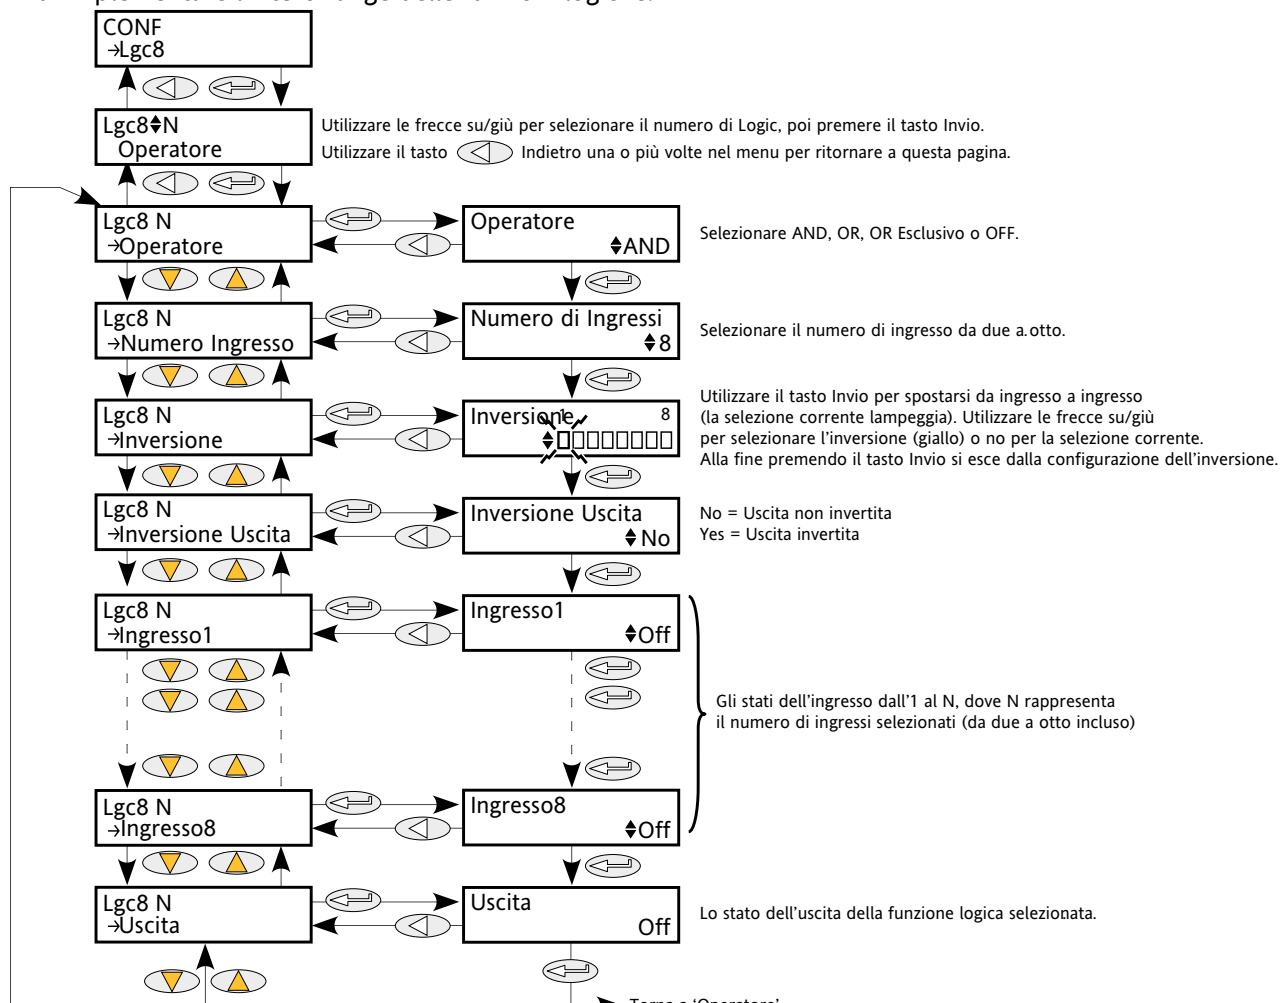 CONF
→Lgc8
Lgc8 N
Operatore
Utilizzare le frecce su/giù per selezionare il numero di Logic, poi premere il tasto Invio.
Utilizzare il tasto Indietro una o più volte nel menu per ritornare a questa pagina.
Lgc8 N
→Operatore
Operatore
AND
Selezionare AND, OR, OR Esclusivo o OFF.
Lgc8 N
→Numero Ingresso
Numero di Ingressi
8
Selezionare il numero di ingresso da due a otto.
Lgc8 N
→Inversione
Inversione 1 8
Utilizzare il tasto Invio per spostarsi da ingresso a ingresso
(la selezione corrente lampeggia). Utilizzare le frecce su/giù
per selezionare l'inversione (giallo) o no per la selezione corrente.
Alla fine premendo il tasto Invio si esce dalla configurazione dell'inversione.
Lgc8 N
→Inversione Uscita
Inversione Uscita
No
No = Uscita non invertita
Yes = Uscita invertita
Lgc8 N
→Ingresso1
Ingresso1
Off
Gli stati dell'ingresso dall'1 al N, dove N rappresenta
il numero di ingressi selezionati (da due a otto incluso)
Lgc8 N
→Ingresso8
Ingresso8
Off
Lgc8 N
→Uscita
Uscita
Off
Lo stato dell'uscita della funzione logica selezionata.
Torna a 'Operatore'